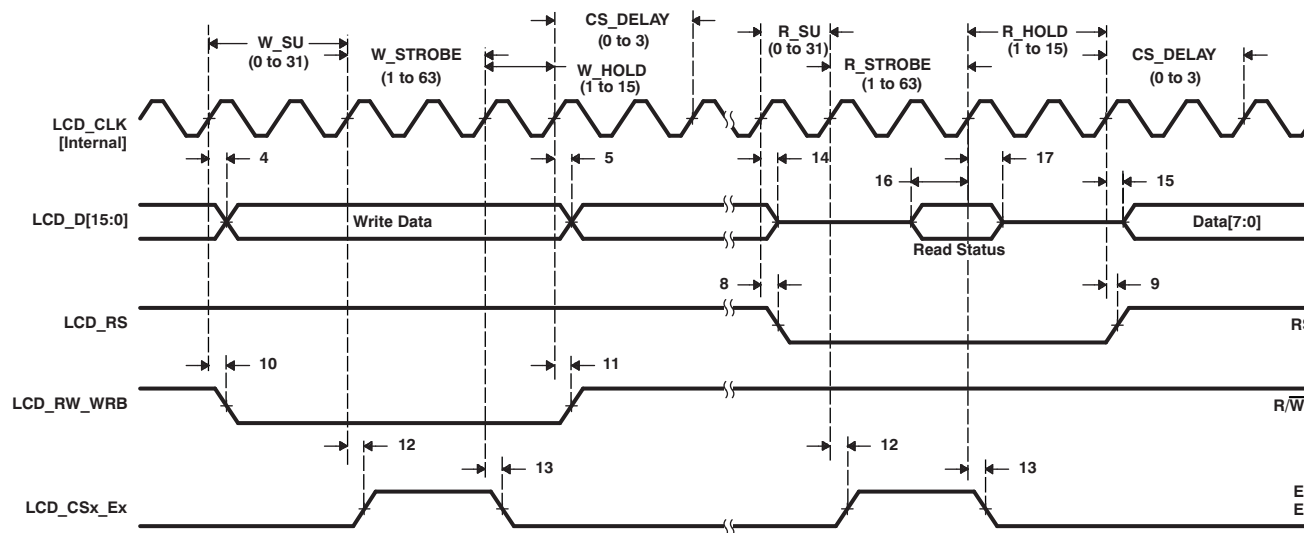 CS_DELAY
(0 to 3)
W_SU
(0 to 31)
W_STROBE
(1 to 63)
W_HOLD
(1 to 15)
R_SU
(0 to 31)
R_STROBE
(1 to 63)
R_HOLD
(1 to 15)
CS_DELAY
(0 to 3)
LCD_CLK
[Internal]
4
5
14
17
16
15
LCD_D[15:0]
Write Data
Read Status
Data[7:0]
8
9
LCD_RS
RS
10
11
LCD_RW_WRB
R/W
12
13
12
13
LCD_CSx_Ex
E
E